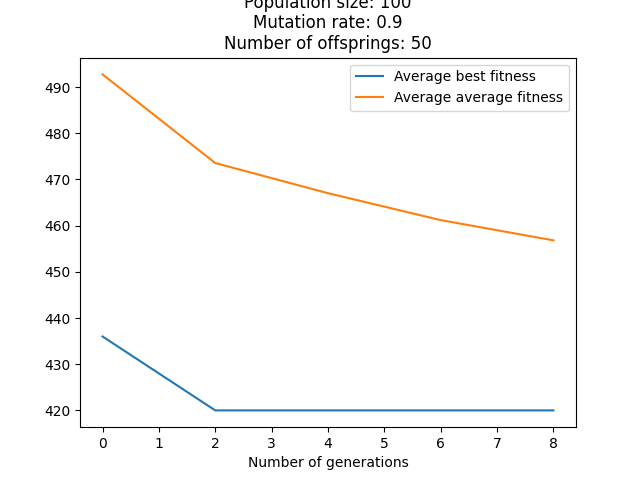 Population size: 100
Mutation rate: 0.9
Number of offsprings: 50
Average best fitness
Average average fitness
490
480
470
460
450
440
430
420
0 1 2 3 4 5 6 7 8
Number of generations